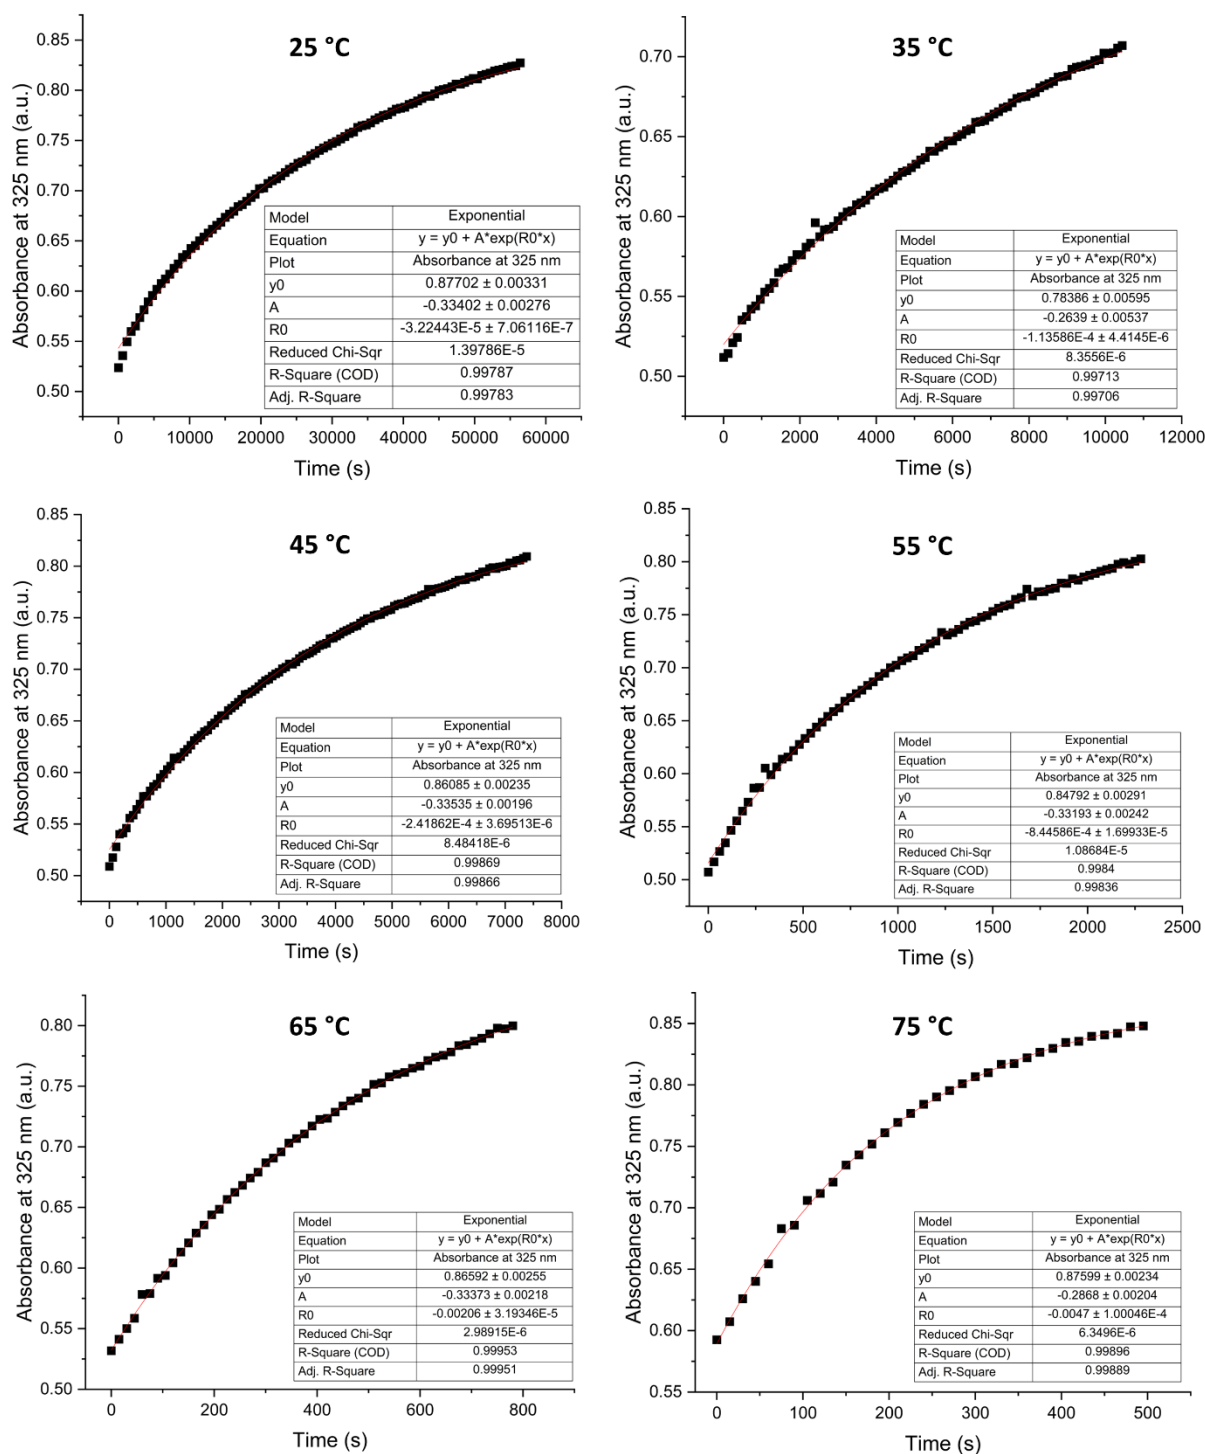 25 °C
Absorbance at 325 nm (a.u.)
0.85
0.80
0.75
0.70
0.65
0.60
0.55
0.50
Model Exponential
Equation y = y0 + A*exp(R0*x)
Plot Absorbance at 325 nm
y0 0.87702 ± 0.00331
A -0.33402 ± 0.00276
R0 -3.22443E-5 ± 7.06116E-7
Reduced Chi-Sqr 1.39786E-5
R-Square (COD) 0.99787
Adj. R-Square 0.99783
0 10000 20000 30000 40000 50000 60000
Time (s)
35 °C
Absorbance at 325 nm (a.u.)
0.70
0.65
0.60
0.55
0.50
Model Exponential
Equation y = y0 + A*exp(R0*x)
Plot Absorbance at 325 nm
y0 0.78386 ± 0.00595
A -0.2639 ± 0.00537
R0 -1.13586E-4 ± 4.4145E-6
Reduced Chi-Sqr 8.3556E-6
R-Square (COD) 0.99713
Adj. R-Square 0.99706
0 2000 4000 6000 8000 10000 12000
Time (s)
45 °C
Absorbance at 325 nm (a.u.)
0.85
0.80
0.75
0.70
0.65
0.60
0.55
0.50
Model Exponential
Equation y = y0 + A*exp(R0*x)
Plot Absorbance at 325 nm
y0 0.86085 ± 0.00235
A -0.33535 ± 0.00196
R0 -2.41862E-4 ± 3.69513E-6
Reduced Chi-Sqr 8.48418E-6
R-Square (COD) 0.99869
Adj. R-Square 0.99866
0 1000 2000 3000 4000 5000 6000 7000 8000
Time (s)
55 °C
Absorbance at 325 nm (a.u.)
0.85
0.80
0.75
0.70
0.65
0.60
0.55
0.50
Model Exponential
Equation y = y0 + A*exp(R0*x)
Plot Absorbance at 325 nm
y0 0.84792 ± 0.00291
A -0.33193 ± 0.00242
R0 -8.44586E-4 ± 1.69933E-5
Reduced Chi-Sqr 1.08684E-5
R-Square (COD) 0.9984
Adj. R-Square 0.99836
0 500 1000 1500 2000 2500
Time (s)
65 °C
Absorbance at 325 nm (a.u.)
0.80
0.75
0.70
0.65
0.60
0.55
0.50
Model Exponential
Equation y = y0 + A*exp(R0*x)
Plot Absorbance at 325 nm
y0 0.86592 ± 0.00255
A -0.33373 ± 0.00218
R0 -0.00206 ± 3.19346E-5
Reduced Chi-Sqr 2.98915E-6
R-Square (COD) 0.99953
Adj. R-Square 0.99951
0 200 400 600 800
Time (s)
75 °C
Absorbance at 325 nm (a.u.)
0.85
0.80
0.75
0.70
0.65
0.60
0.55
Model Exponential
Equation y = y0 + A*exp(R0*x)
Plot Absorbance at 325 nm
y0 0.87599 ± 0.00234
A -0.2868 ± 0.00204
R0 -0.0047 ± 1.00046E-4
Reduced Chi-Sqr 6.3496E-6
R-Square (COD) 0.99896
Adj. R-Square 0.99889
0 100 200 300 400 500
Time (s)